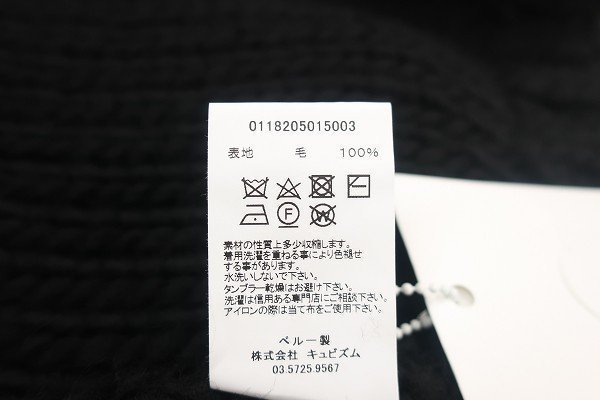 0118205015003
表地 毛 100%
F W
素材の性質上多少収縮します。
着用洗濯を重ねる事により色褪せ
する事があります。
水洗いしないで下さい。
タンブラー乾燥はお避け下さい。
洗濯は信用ある専門店にご相談下さい。
アイロンの際は当て布をご使用下さい。
ペルー製
株式会社 キュビズム
03.5725.9567